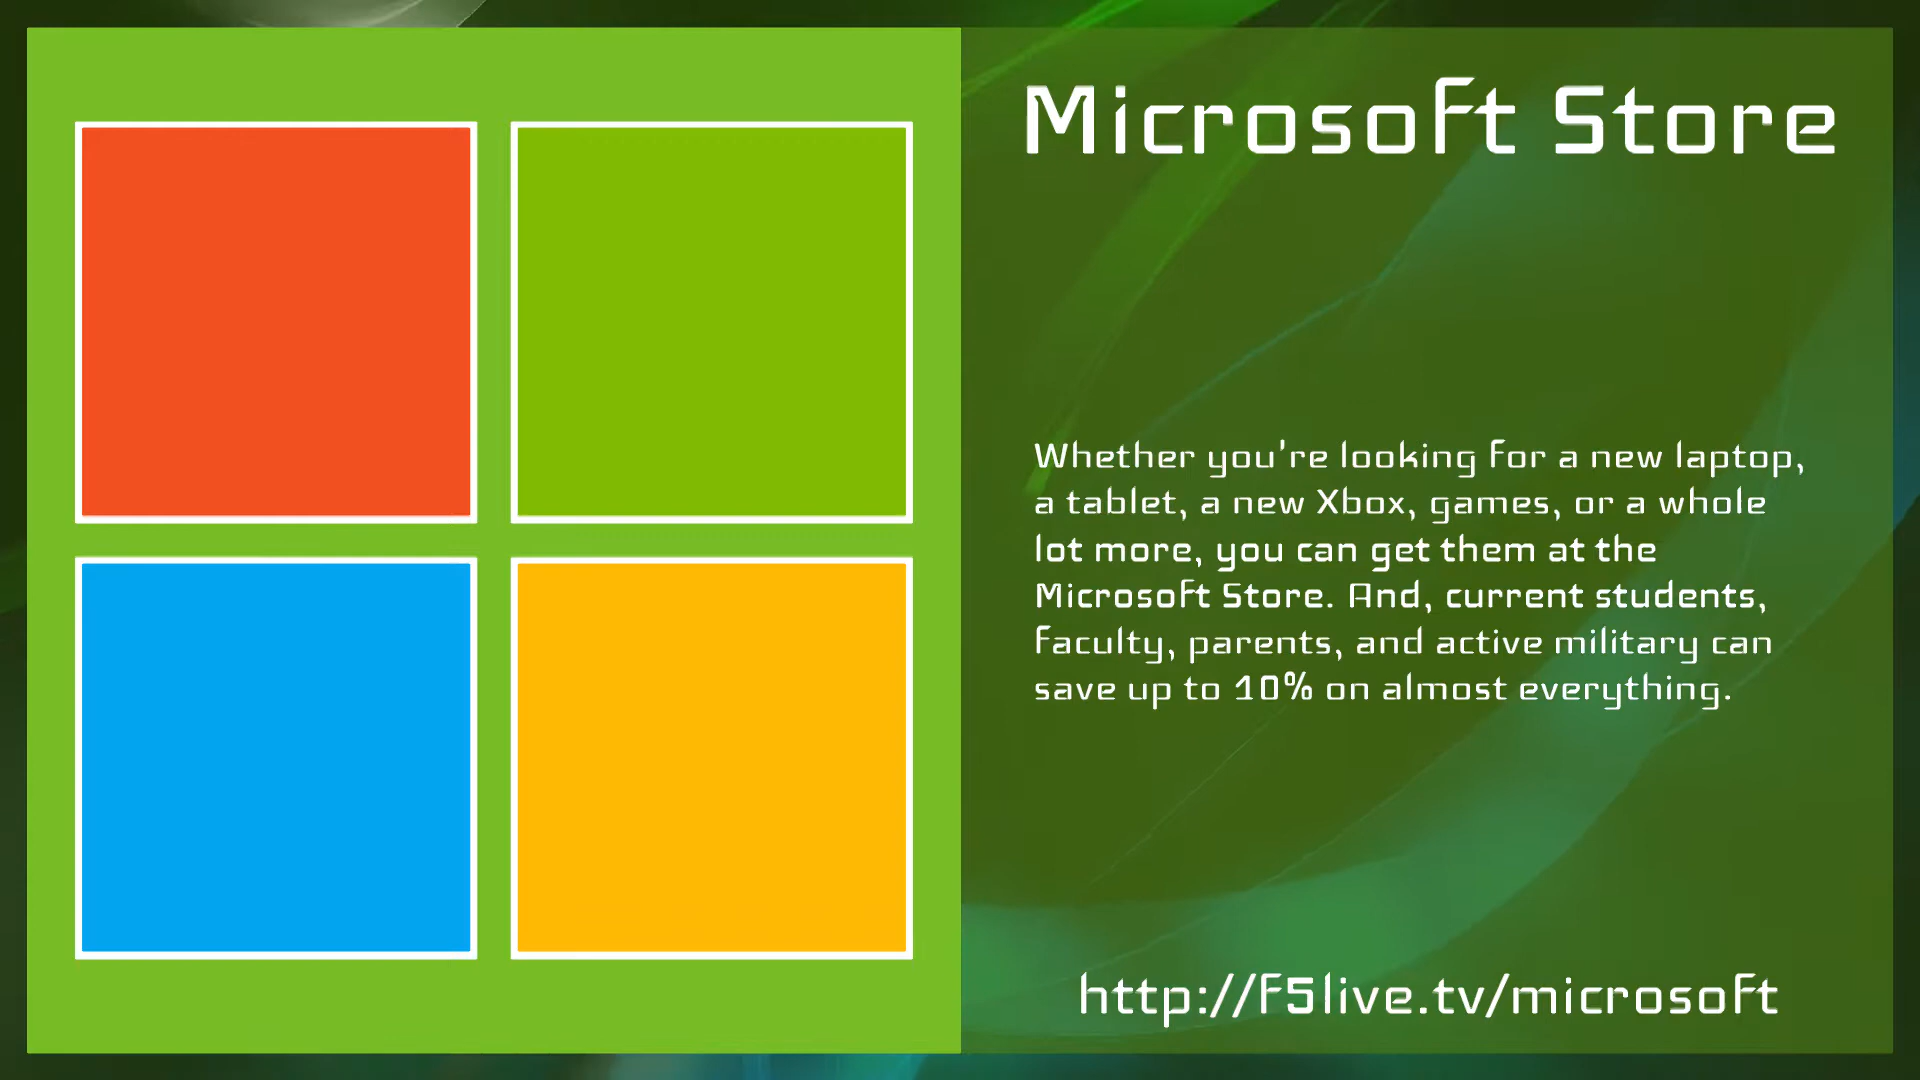 Microsoft Store
Whether you're looking for a new laptop,
a tablet, a new Xbox, games, or a whole
lot more, you can get them at the
Microsoft Store. And, current students,
faculty, parents, and active military can
save up to 10% on almost everything.
http://F5live.tv/microsoft